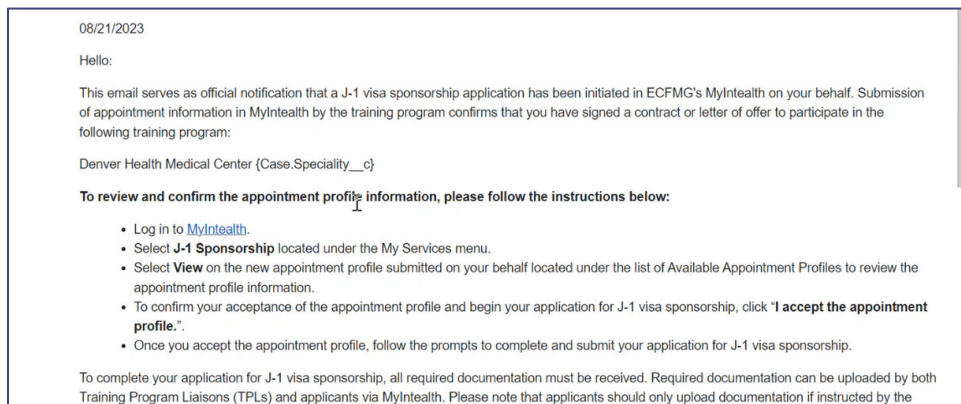 08/21/2023
Hello:
This email serves as official notification that a J-1 visa sponsorship application has been initiated in ECFMG's MyIntealth on your behalf. Submission
of appointment information in MyIntealth by the training program confirms that you have signed a contract or letter of offer to participate in the
following training program:
Denver Health Medical Center {Case.Speciality__c}
To review and confirm the appointment profile information, please follow the instructions below:
• Log in to MyIntealth.
• Select J-1 Sponsorship located under the My Services menu.
• Select View on the new appointment profile submitted on your behalf located under the list of Available Appointment Profiles to review the
appointment profile information.
• To confirm your acceptance of the appointment profile and begin your application for J-1 visa sponsorship, click “I accept the appointment
profile.”.
• Once you accept the appointment profile, follow the prompts to complete and submit your application for J-1 visa sponsorship.
To complete your application for J-1 visa sponsorship, all required documentation must be received. Required documentation can be uploaded by both
Training Program Liaisons (TPLs) and applicants via MyIntealth. Please note that applicants should only upload documentation if instructed by the